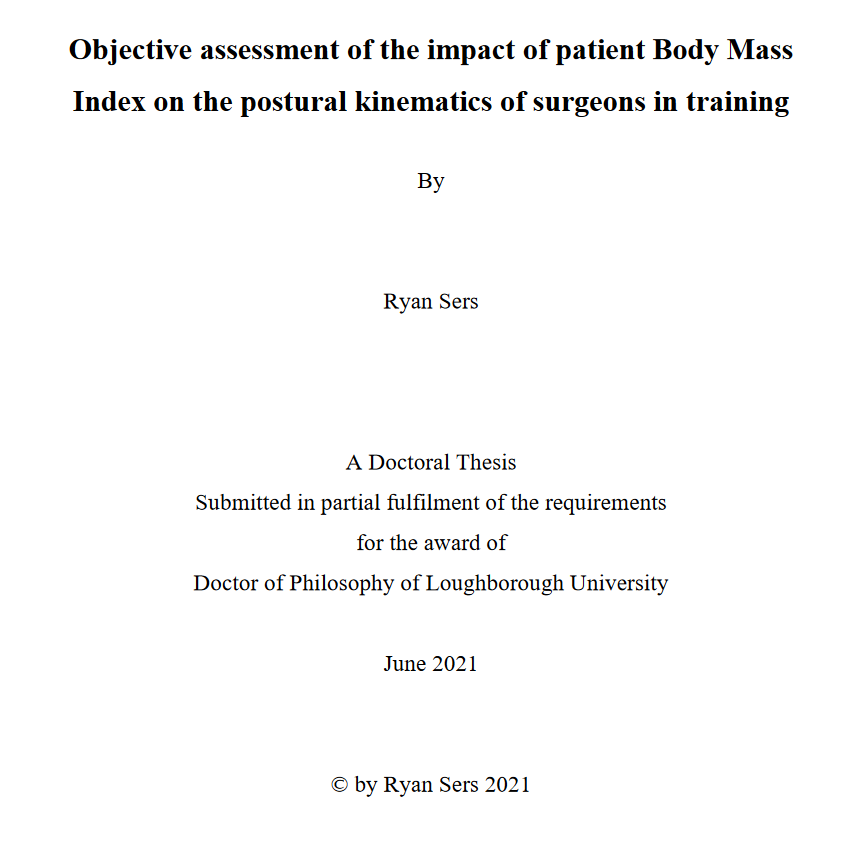 Objective assessment of the impact of patient Body Mass
Index on the postural kinematics of surgeons in training
By
Ryan Sers
A Doctoral Thesis
Submitted in partial fulfilment of the requirements
for the award of
Doctor of Philosophy of Loughborough University
June 2021
© by Ryan Sers 2021